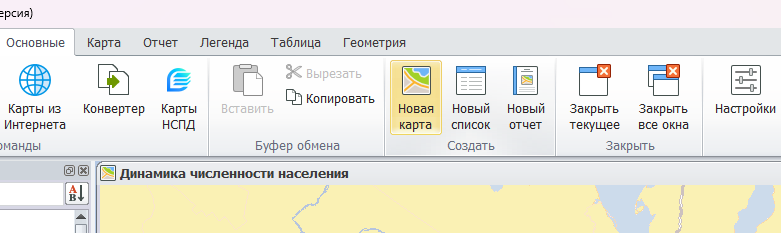 ерсия)
Основные Карта Отчет Легенда Таблица Геометрия
Карты из Интернета
Конвертер
Карты НСПД
Вставить
Вырезать
Копировать
Новая карта
Новый список
Новый отчет
Закрыть текущее
Закрыть все окна
Настройки
оманды
Буфер обмена
Создать
Закрыть
A
B
Динамика численности населения